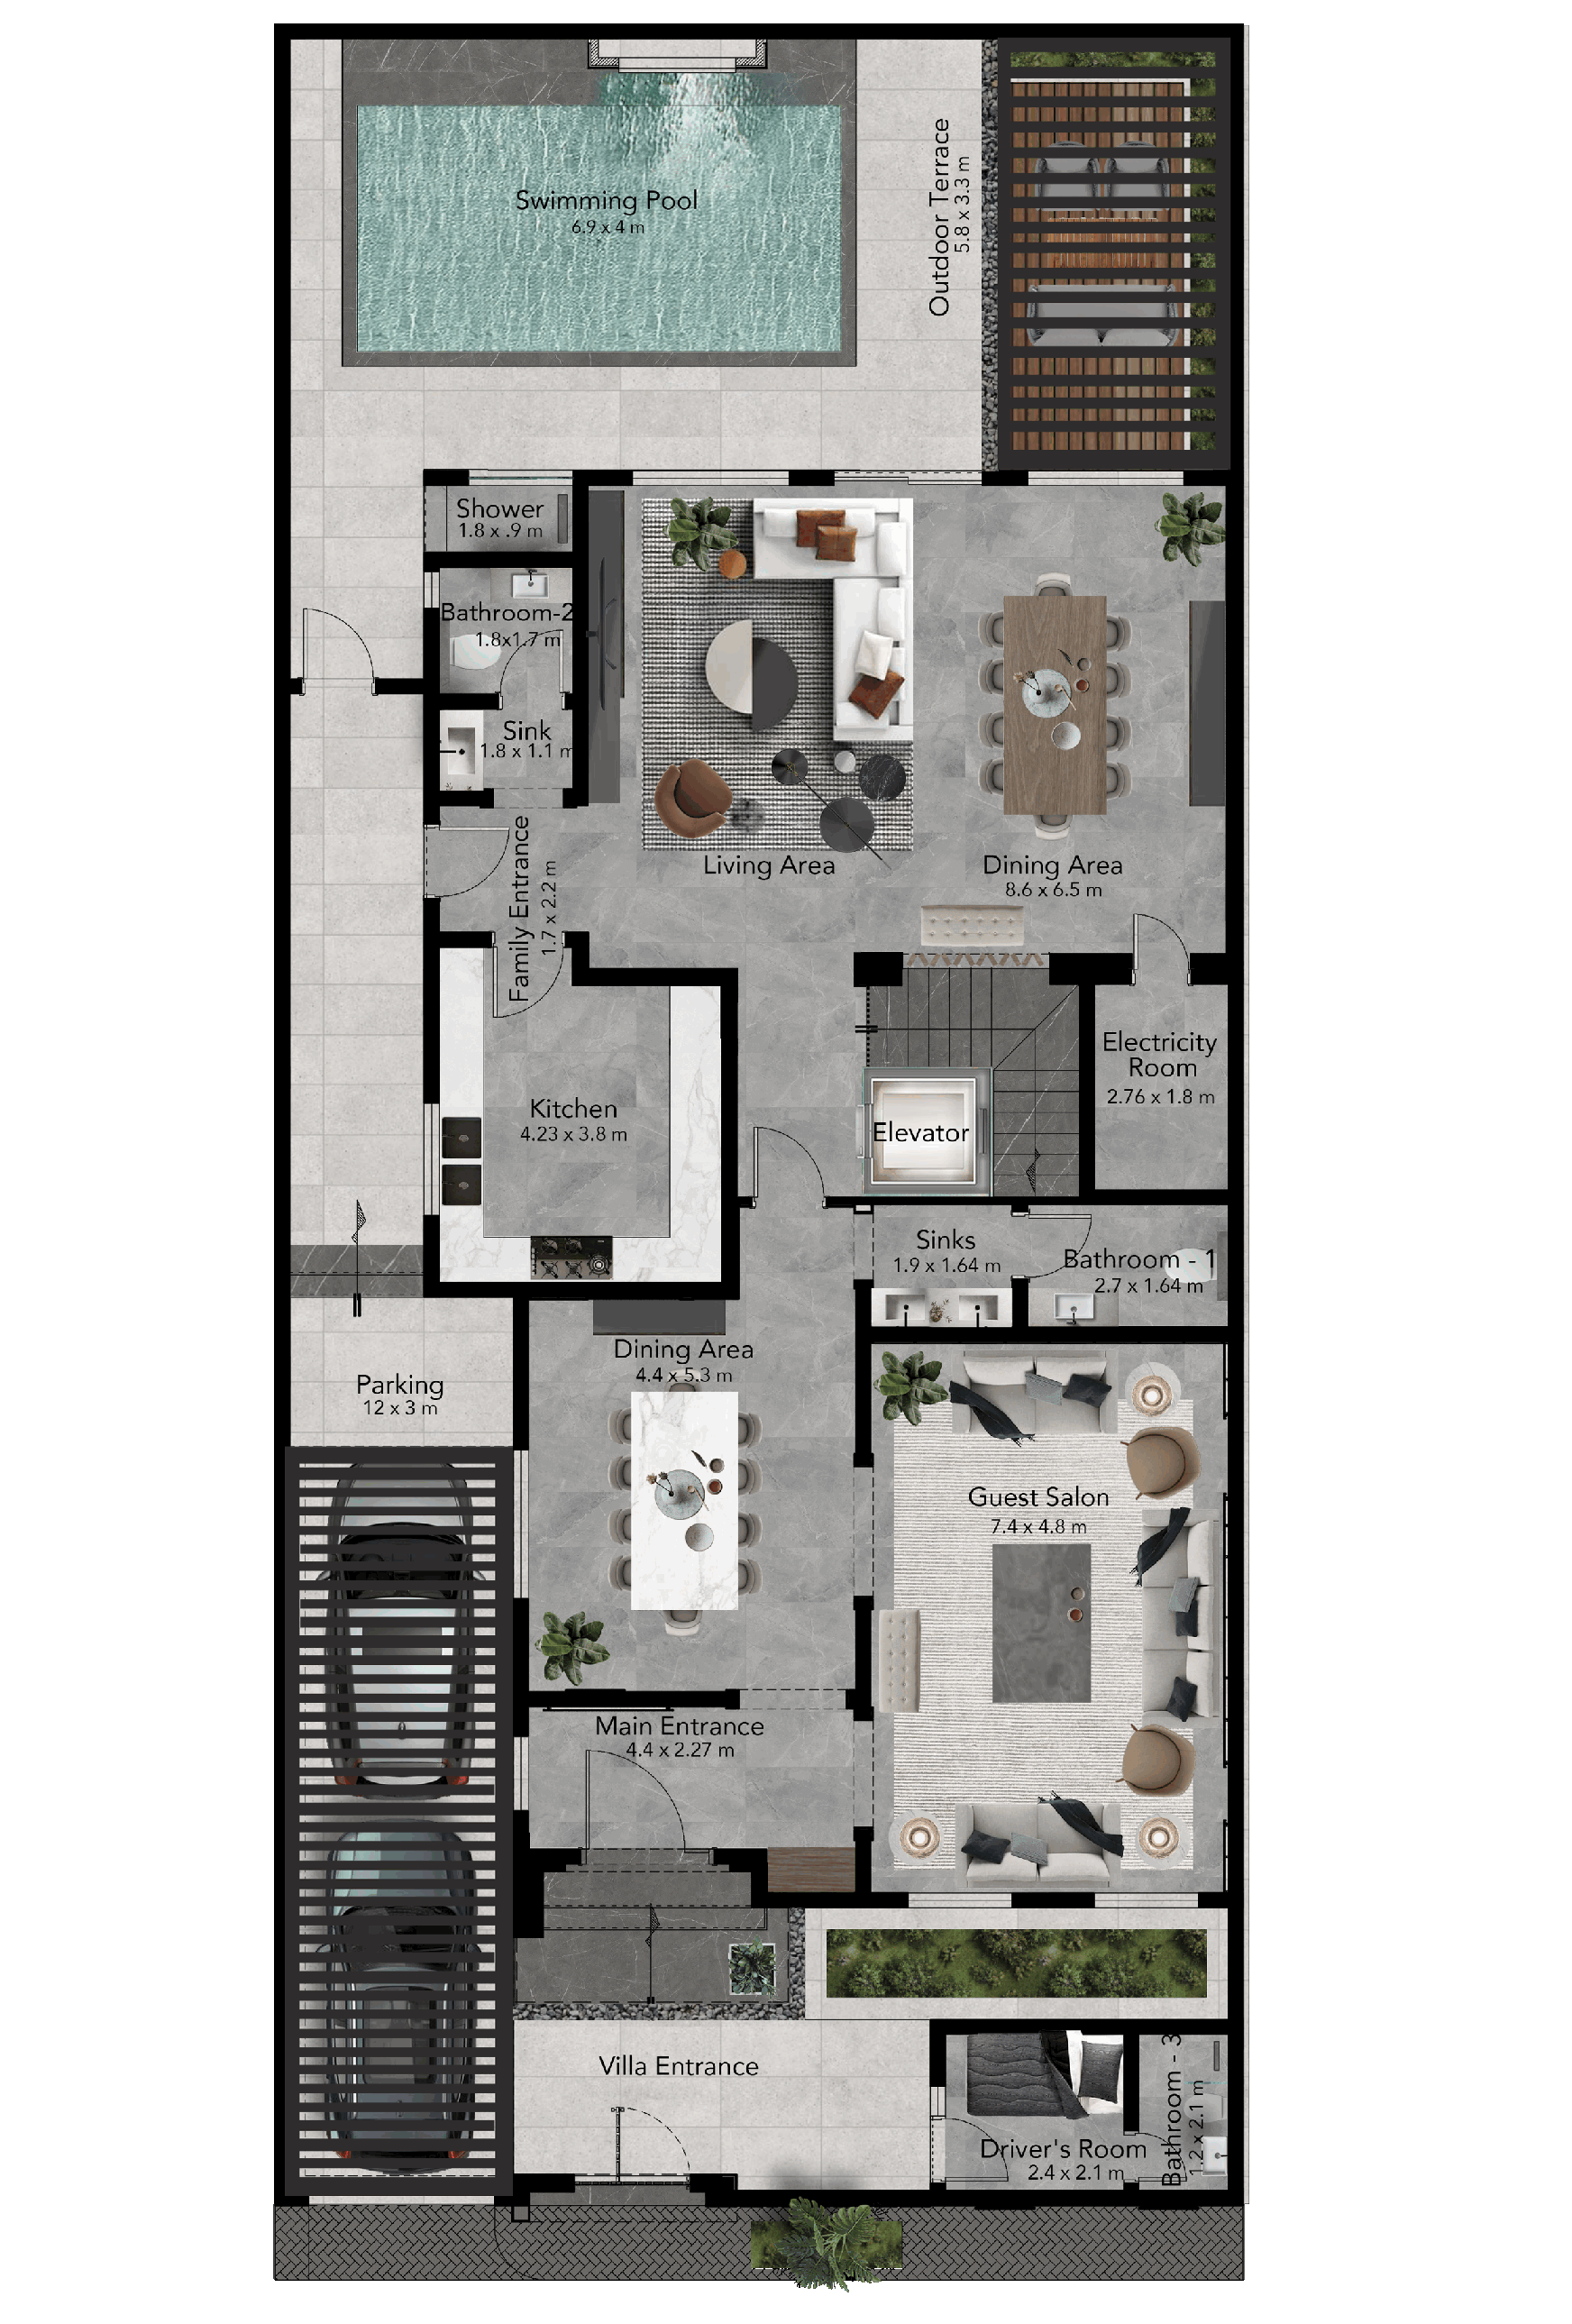 Swimming Pool
6.9 x 4 m
Outdoor Terrace
5.8 x 3.3 m
Shower
1.8 x .9 m
Bathroom-2
1.8x1.7 m
Sink
1.8 x 1.1 m
Family Entrance
1.7 x 2.2 m
Living Area
Dining Area
8.6 x 6.5 m
Kitchen
4.23 x 3.8 m
Elevator
Electricity
Room
2.76 x 1.8 m
Sinks
1.9 x 1.64 m
Bathroom - 1
2.7 x 1.64 m
Dining Area
4.4 x 5.3 m
Parking
12 x 3 m
Guest Salon
7.4 x 4.8 m
Main Entrance
4.4 x 2.27 m
Villa Entrance
Driver's Room
2.4 x 2.1 m
Bathroom - 3
1.2 x 2.1 m